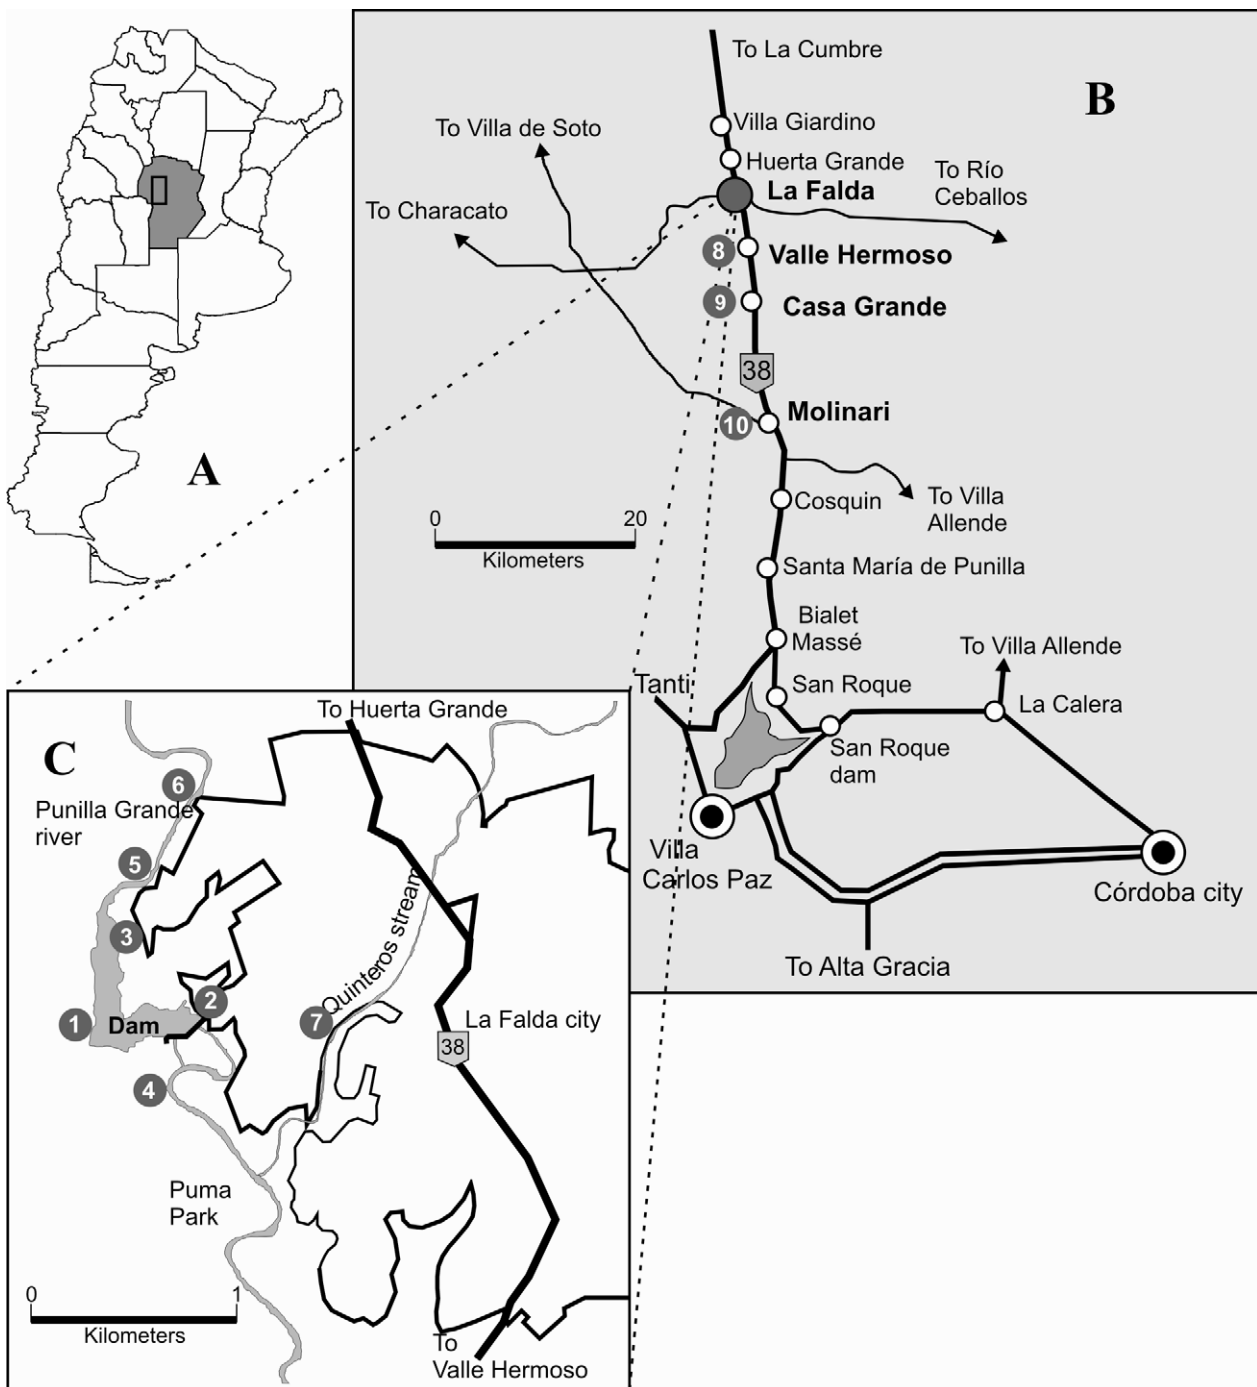 A
B
To La Cumbre
Villa Giardino
Huerta Grande
La Falda
To Villa de Soto
To Río
Ceballos
To Characato
8
Valle Hermoso
9
Casa Grande
38
10
Molinari
Cosquin
To Villa
Allende
0 20
Kilometers
Santa María de Punilla
Bialet
Massé
To Villa Allende
Tanti
San Roque
La Calera
San Roque
dam
Villa
Carlos Paz
Córdoba city
To Alta Gracia
C
To Huerta Grande
6
Punilla Grande
river
5
3
2
1
Dam
7
Quinteros stream
La Falda city
38
4
Puma
Park
0 1
Kilometers
To
Valle Hermoso